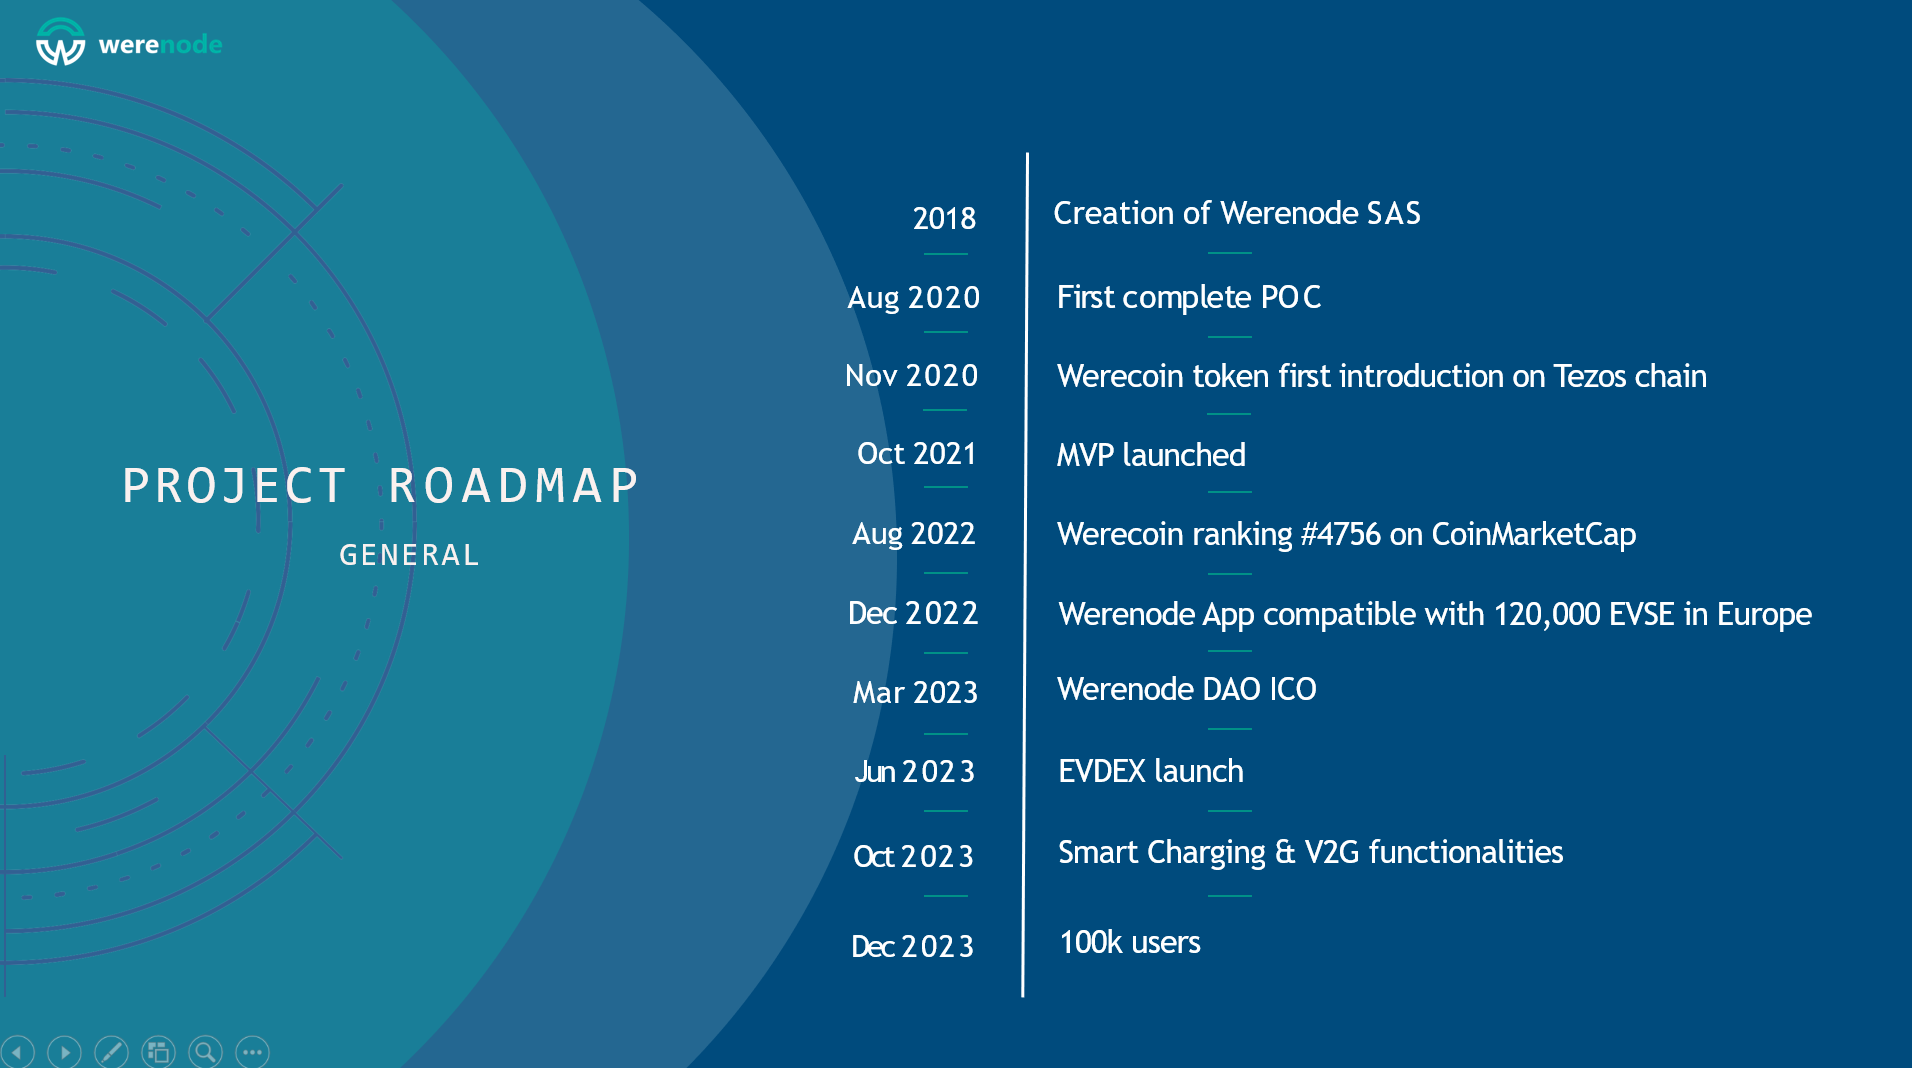 werenode
PROJECT ROADMAP
GENERAL
2018
Creation of Werenode SAS
Aug 2020
First complete POC
Nov 2020
Werecoin token first introduction on Tezos chain
Oct 2021
MVP launched
Aug 2022
Werecoin ranking #4756 on CoinMarketCap
Dec 2022
Werenode App compatible with 120,000 EVSE in Europe
Mar 2023
Werenode DAO ICO
Jun 2023
EVDEX launch
Oct 2023
Smart Charging & V2G functionalities
Dec 2023
100k users